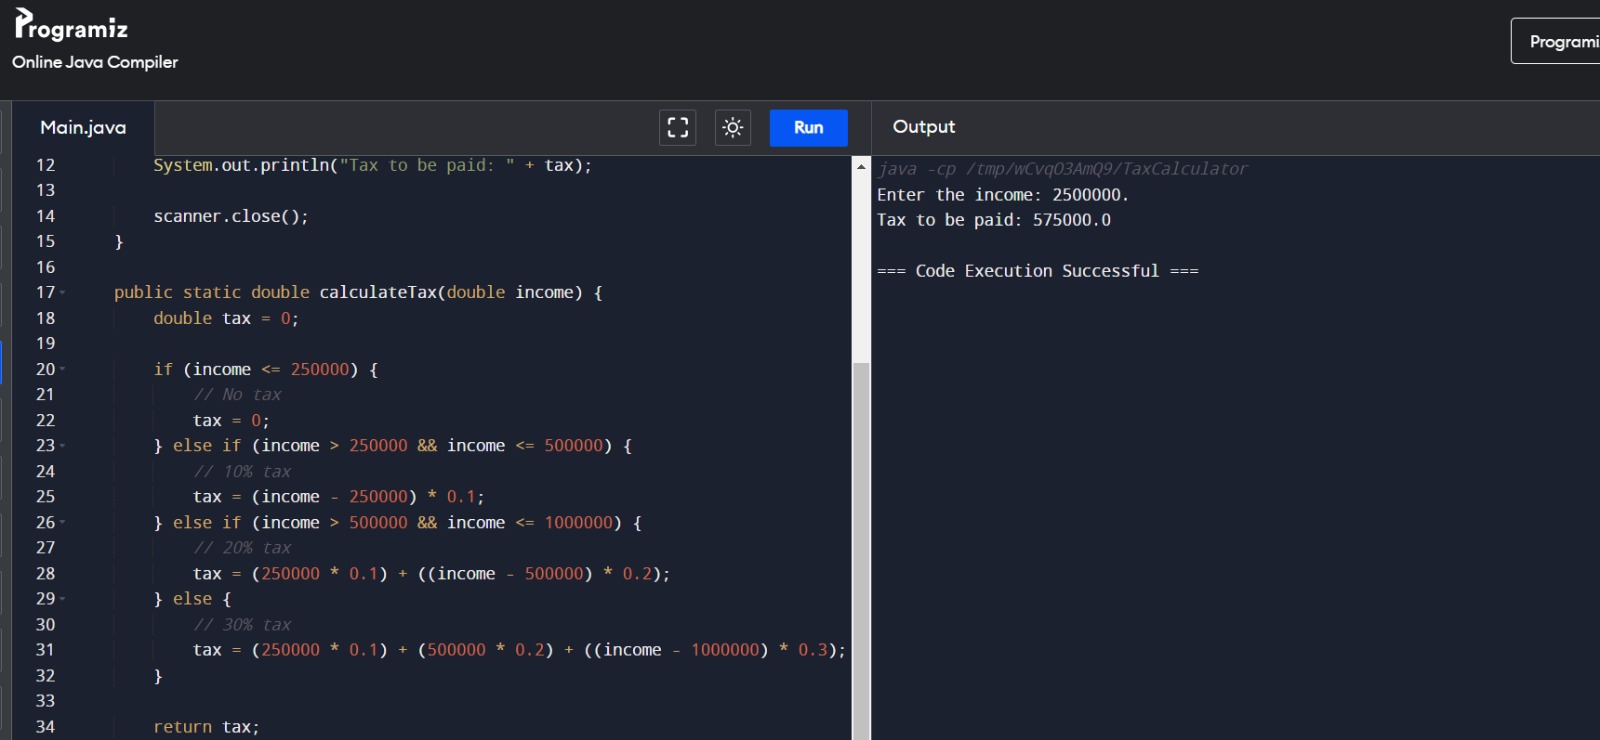 Programiz
Online Java Compiler
Programi
Main.java
Run
Output
12 System.out.println("Tax to be paid: " + tax);
13
14 scanner.close();
15 }
16
17 public static double calculateTax(double income) {
18 double tax = 0;
19
20 if (income <= 250000) {
21 // No tax
22 tax = 0;
23 } else if (income > 250000 && income <= 500000) {
24 // 10% tax
25 tax = (income - 250000) * 0.1;
26 } else if (income > 500000 && income <= 1000000) {
27 // 20% tax
28 tax = (250000 * 0.1) + ((income - 500000) * 0.2);
29 } else {
30 // 30% tax
31 tax = (250000 * 0.1) + (500000 * 0.2) + ((income - 1000000) * 0.3);
32 }
33
34 return tax;
java -cp /tmp/wCvqO3AmQ9/TaxCalculator
Enter the income: 2500000.
Tax to be paid: 575000.0
=== Code Execution Successful ===